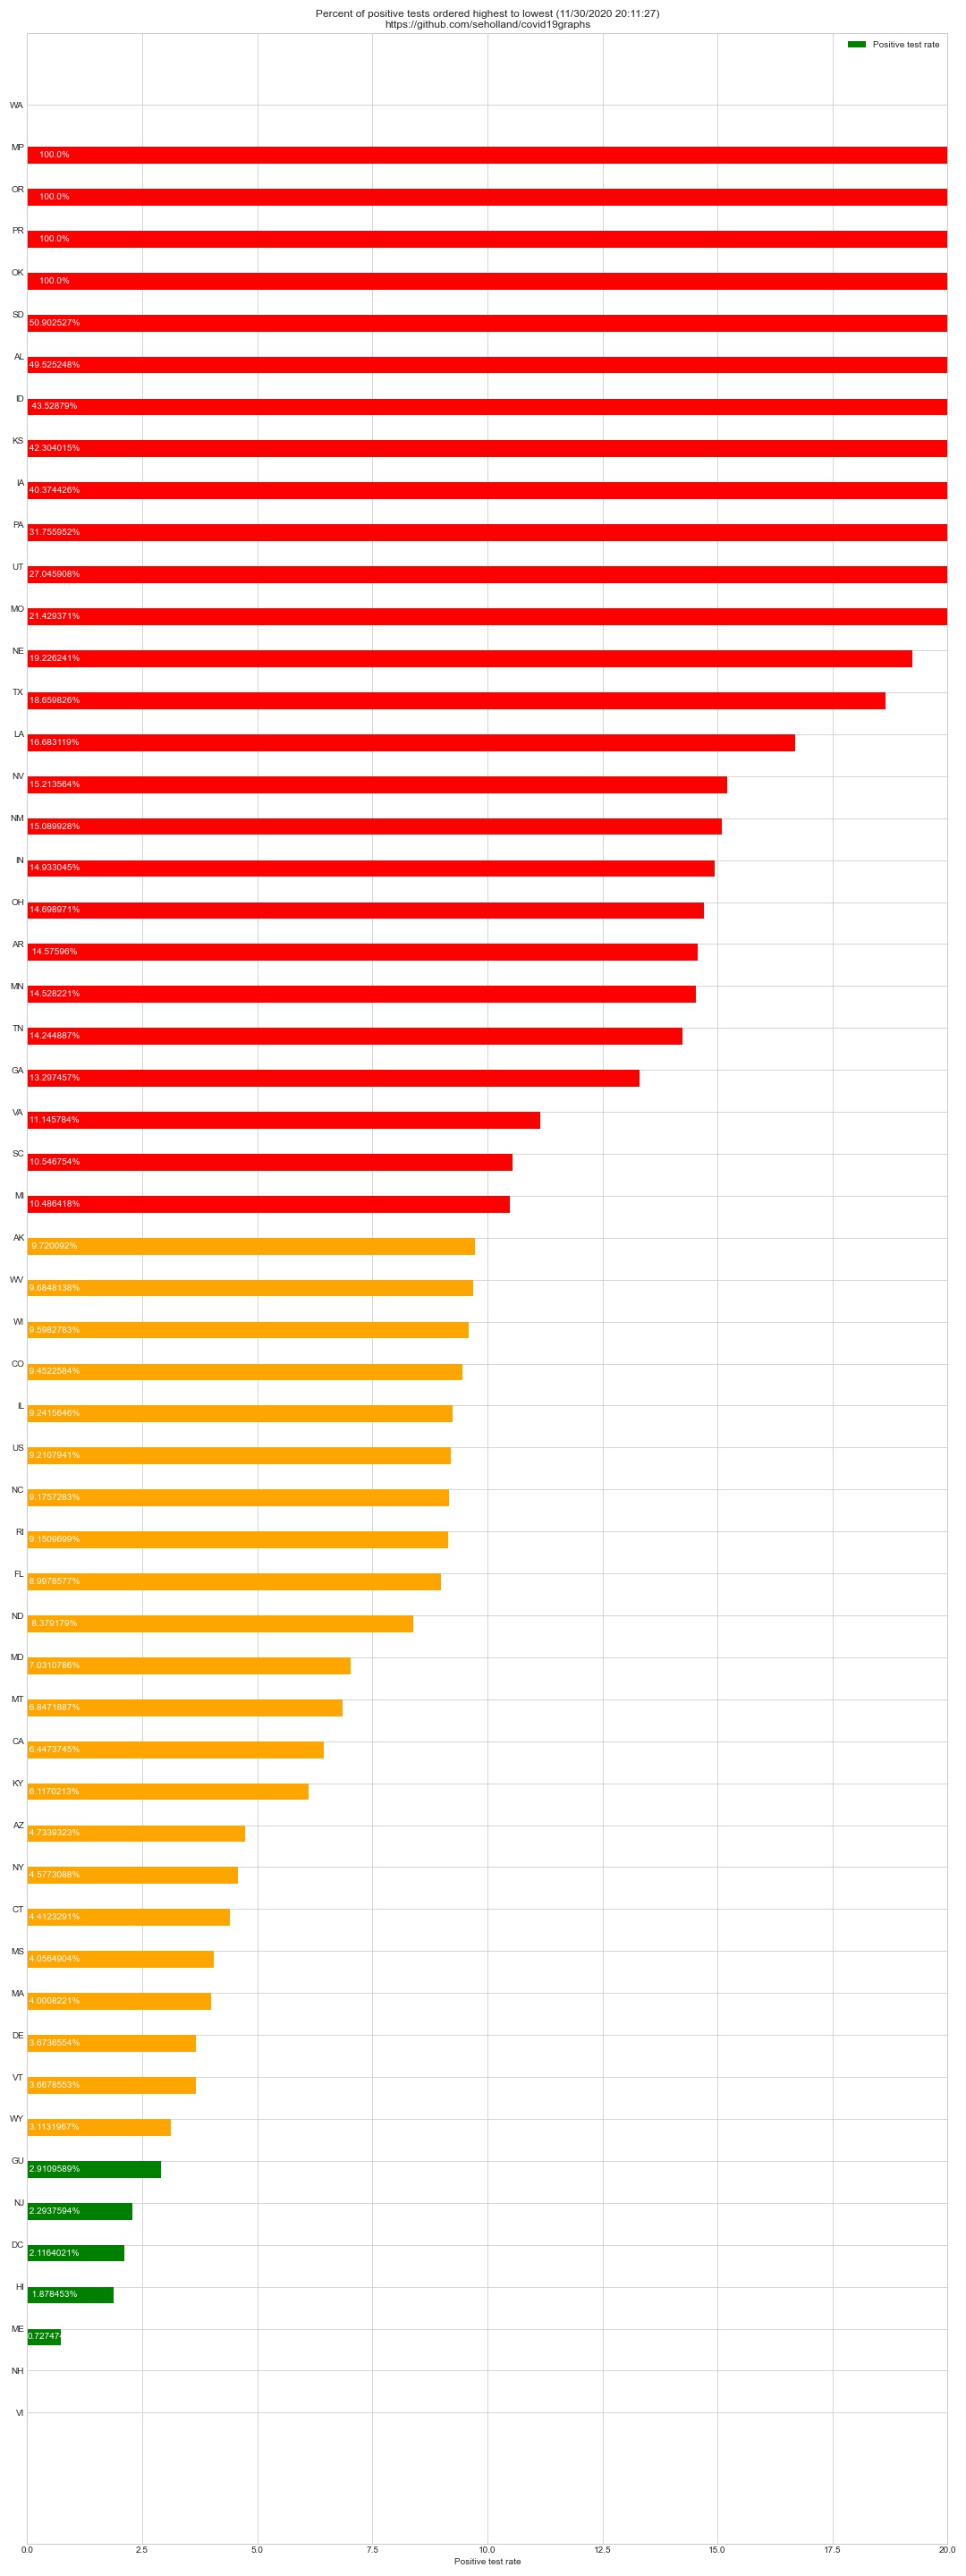 Percent of positive tests ordered highest to lowest (11/30/2020 20:11:27)
https://github.com/seholland/covid19graphs
Positive test rate
WA
MP
100.0%
OR
100.0%
PR
100.0%
OK
100.0%
SD
50.902527%
AL
49.525248%
ID
43.52879%
KS
42.304015%
IA
40.374426%
PA
31.755952%
UT
27.045908%
MO
21.429371%
NE
19.226241%
TX
18.659826%
LA
16.683119%
NV
15.213564%
NM
15.089928%
IN
14.933045%
OH
14.698971%
AR
14.57596%
MN
14.528221%
TN
14.244887%
GA
13.297457%
VA
11.145784%
SC
10.546754%
MI
10.486418%
AK
9.720092%
WV
9.6848138%
WI
9.5982783%
CO
9.4522584%
IL
9.2415646%
US
9.2107941%
NC
9.1757283%
RI
9.1509699%
FL
8.9978577%
ND
8.379179%
MD
7.0310786%
MT
6.8471887%
CA
6.4473745%
KY
6.1170213%
AZ
4.7339323%
NY
4.5773088%
CT
4.4123291%
MS
4.0564904%
MA
4.0008221%
DE
3.6736554%
VT
3.6678553%
WY
3.1131967%
GU
2.9109589%
NJ
2.2937594%
DC
2.1164021%
HI
1.878453%
ME
NH
VI
0.0 2.5 5.0 7.5 10.0 12.5 15.0 17.5 20.0
Positive test rate